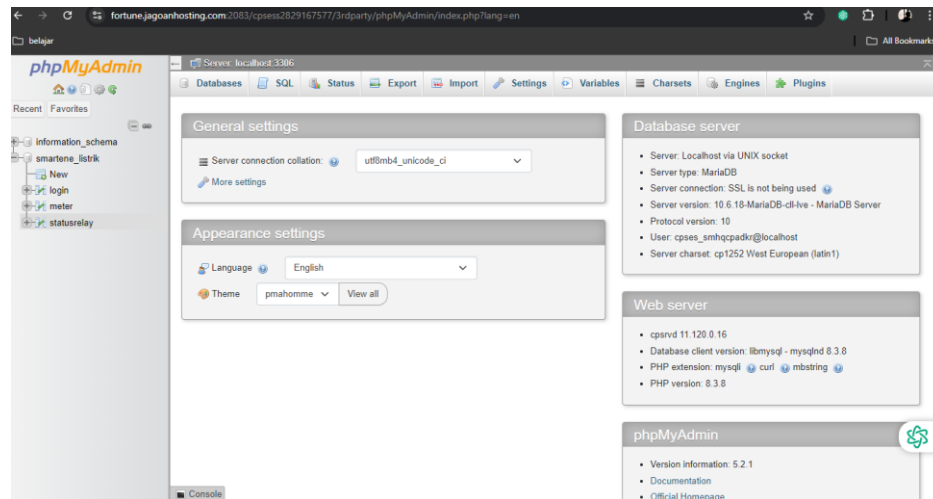 fortune.jagoanhosting.com:2083/cpsess2829167577/3rdparty/phpMyAdmin/index.php?lang=en
belajar
All Bookmarks
phpMyAdmin
Recent Favorites
information_schema
smartene_listrik
New
login
meter
statusrelay
Server: localhost:3306
Databases SQL Status Export Import Settings Variables Charsets Engines Plugins
General settings
Server connection collation: utf8mb4_unicode_ci
More settings
Appearance settings
Language English
Theme pmahomme View all
Database server
Server: Localhost via UNIX socket
Server type: MariaDB
Server connection: SSL is not being used
Server version: 10.6.18-MariaDB-cll-lve - MariaDB Server
Protocol version: 10
User: cpses_smhqcpadkr@localhost
Server charset: cp1252 West European (latin1)
Web server
cpsrvd 11.120.0.16
Database client version: libmysql - mysqlnd 8.3.8
PHP extension: mysqli curl mbstring
PHP version: 8.3.8
phpMyAdmin
Version information: 5.2.1
Documentation
Official Homepage
Console